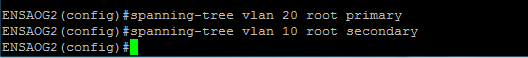 ENSAOG2(config)#spanning-tree vlan 20 root primary
ENSAOG2(config)#spanning-tree vlan 10 root secondary
ENSAOG2(config)#